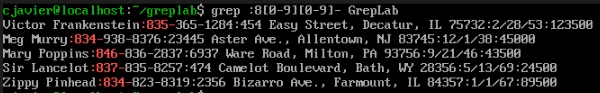 cjavier@localhost:~/greplab$ grep :8[0-9][0-9]- GrepLab
Victor Frankenstein:835-365-1284:454 Easy Street, Decatur, IL 75732:2/28/53:123500
Meg Murry:834-938-8376:23445 Aster Ave., Allentown, NJ 83745:12/1/38:45000
Mary Poppins:846-836-2837:6937 Ware Road, Milton, PA 93756:9/21/46:43500
Sir Lancelot:837-835-8257:474 Camelot Boulevard, Bath, WY 28356:5/13/69:24500
Zippy Pinhead:834-823-8319:2356 Bizarro Ave., Farmount, IL 84357:1/1/67:89500